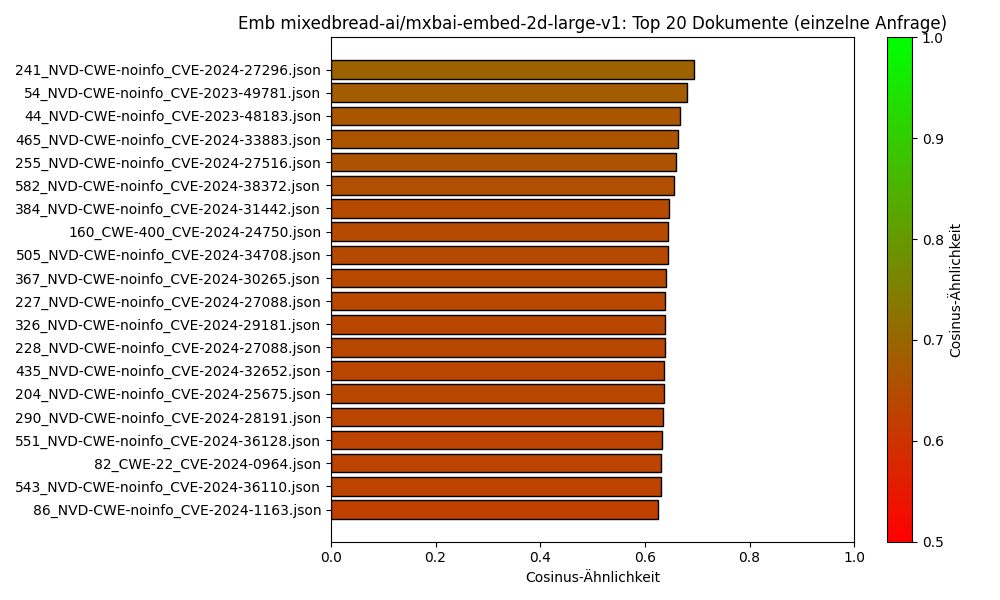 Emb mixedbread-ai/mxbai-embed-2d-large-v1: Top 20 Dokumente (einzelne Anfrage)
241_NVD-CWE-noinfo_CVE-2024-27296.json
54_NVD-CWE-noinfo_CVE-2023-49781.json
44_NVD-CWE-noinfo_CVE-2023-48183.json
465_NVD-CWE-noinfo_CVE-2024-33883.json
255_NVD-CWE-noinfo_CVE-2024-27516.json
582_NVD-CWE-noinfo_CVE-2024-38372.json
384_NVD-CWE-noinfo_CVE-2024-31442.json
160_CWE-400_CVE-2024-24750.json
505_NVD-CWE-noinfo_CVE-2024-34708.json
367_NVD-CWE-noinfo_CVE-2024-30265.json
227_NVD-CWE-noinfo_CVE-2024-27088.json
326_NVD-CWE-noinfo_CVE-2024-29181.json
228_NVD-CWE-noinfo_CVE-2024-27088.json
435_NVD-CWE-noinfo_CVE-2024-32652.json
204_NVD-CWE-noinfo_CVE-2024-25675.json
290_NVD-CWE-noinfo_CVE-2024-28191.json
551_NVD-CWE-noinfo_CVE-2024-36128.json
82_CWE-22_CVE-2024-0964.json
543_NVD-CWE-noinfo_CVE-2024-36110.json
86_NVD-CWE-noinfo_CVE-2024-1163.json
0.0 0.2 0.4 0.6 0.8 1.0
Cosinus-Ähnlichkeit
1.0
0.9
0.8
0.7
0.6
0.5
Cosinus-Ähnlichkeit